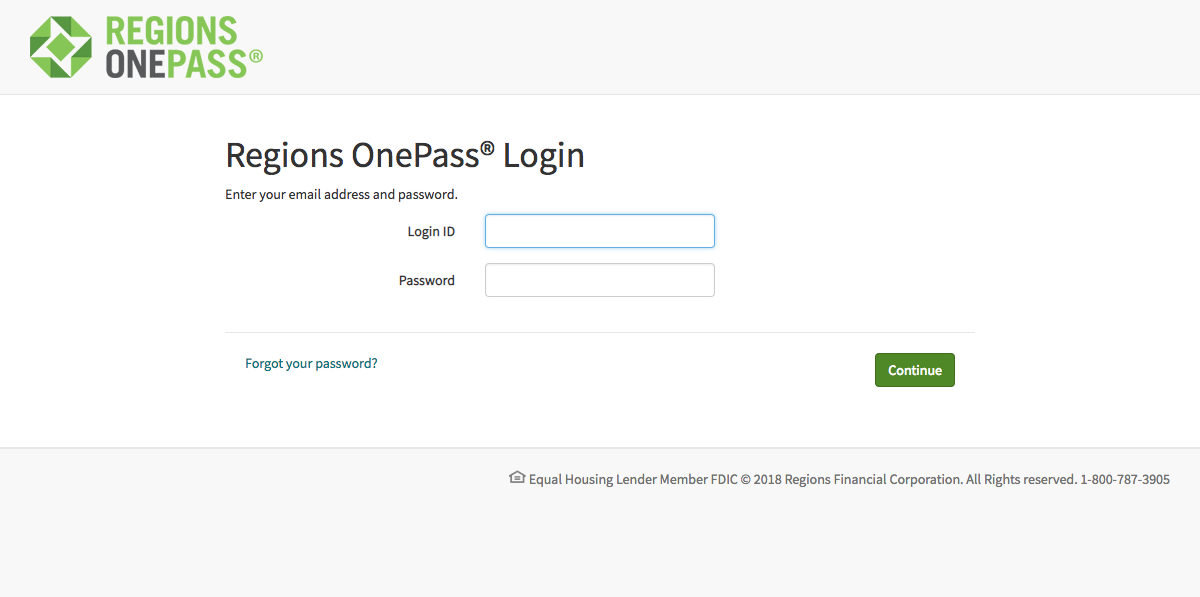 REGIONS
ONEPASS®
Regions OnePass® Login
Enter your email address and password.
Login ID
Password
Forgot your password?
Continue
Equal Housing Lender Member FDIC © 2018 Regions Financial Corporation. All Rights reserved. 1-800-787-3905